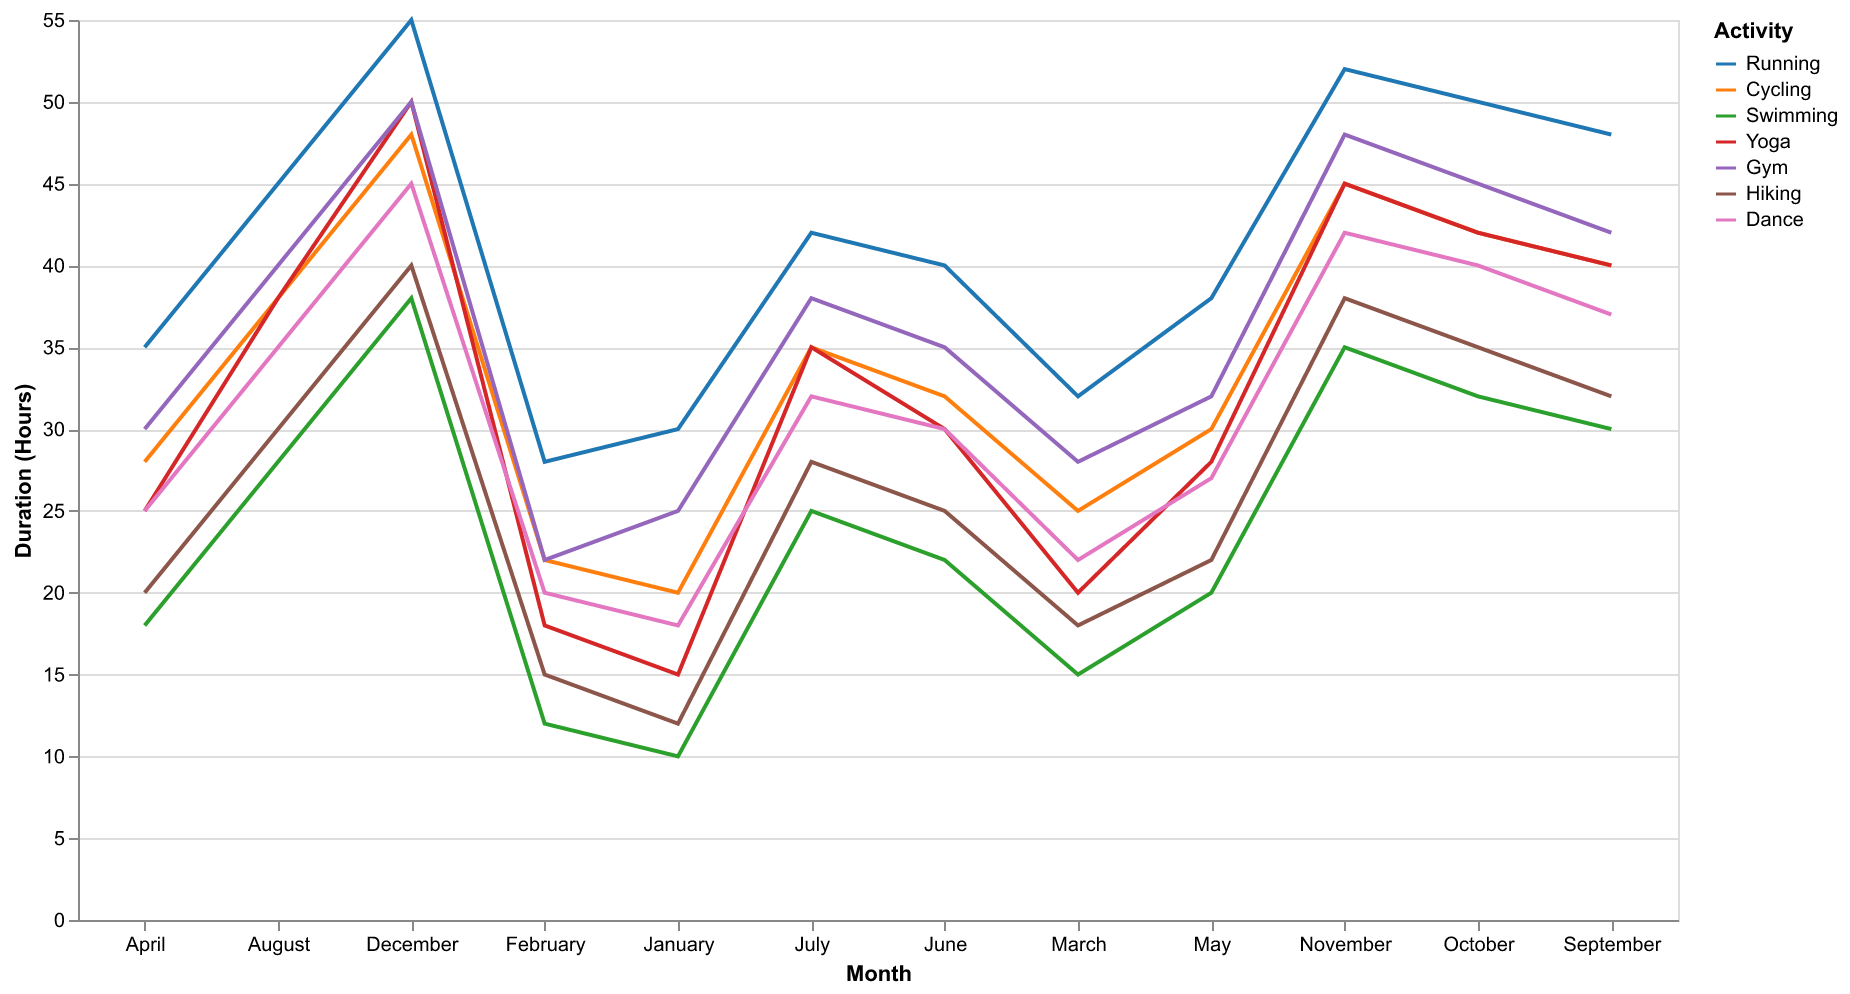 Activity
Running
Cycling
Swimming
Yoga
Gym
Hiking
Dance
Duration (Hours)
55
50
45
40
35
30
25
20
15
10
5
0
April August December February January July June March May November October September
Month